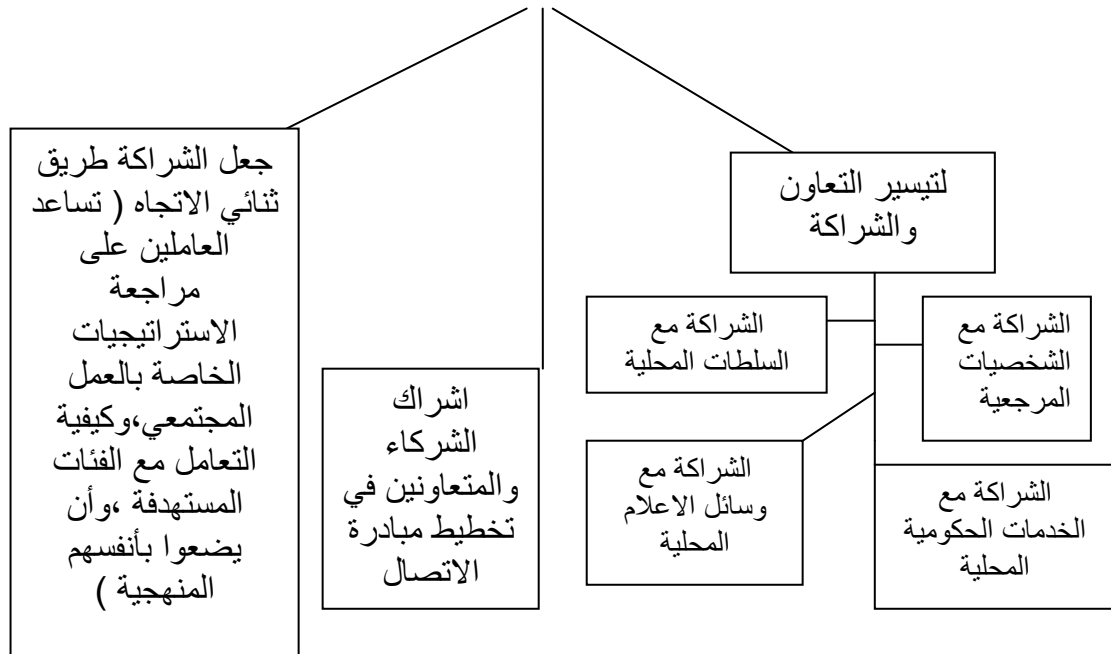 لتيسير التعاون
والشراكة
الشراكة مع
الشخصيات
المرجعية
الشراكة مع
السلطات المحلية
الشراكة مع
الخدمات الحكومية
المحلية
الشراكة مع
وسائل الاعلام
المحلية
اشراك
الشركاء
والمتعاونين في
تخطيط مبادرة
الاتصال
جعل الشراكة طريق
ثنائي الاتجاه ( تساعد
العاملين على
مراجعة
الاستراتيجيات
الخاصة بالعمل
المجتمعي،وكيفية
التعامل مع الفئات
المستهدفة ،وأن
يضعوا بأنفسهم
المنهجية )